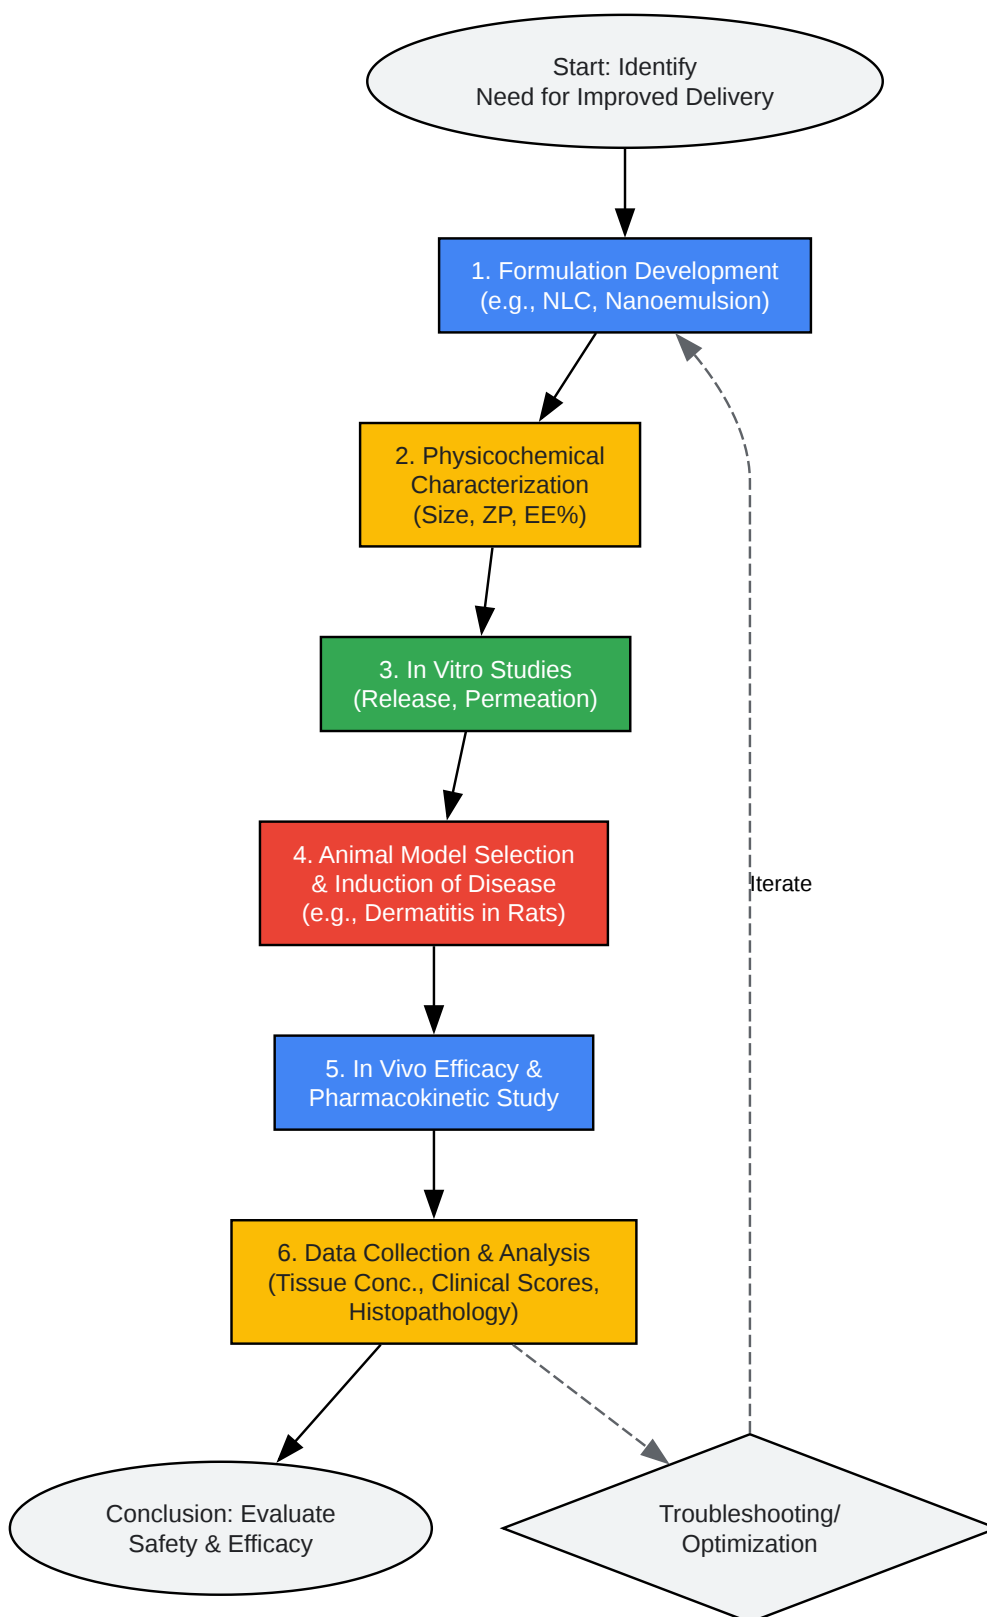 Start: Identify
Need for Improved Delivery
1. Formulation Development
(e.g., NLC, Nanoemulsion)
2. Physicochemical
Characterization
(Size, ZP, EE%)
3. In Vitro Studies
(Release, Permeation)
4. Animal Model Selection
& Induction of Disease
(e.g., Dermatitis in Rats)
Iterate
5. In Vivo Efficacy &
Pharmacokinetic Study
6. Data Collection & Analysis
(Tissue Conc., Clinical Scores,
Histopathology)
Conclusion: Evaluate
Safety & Efficacy
Troubleshooting/
Optimization